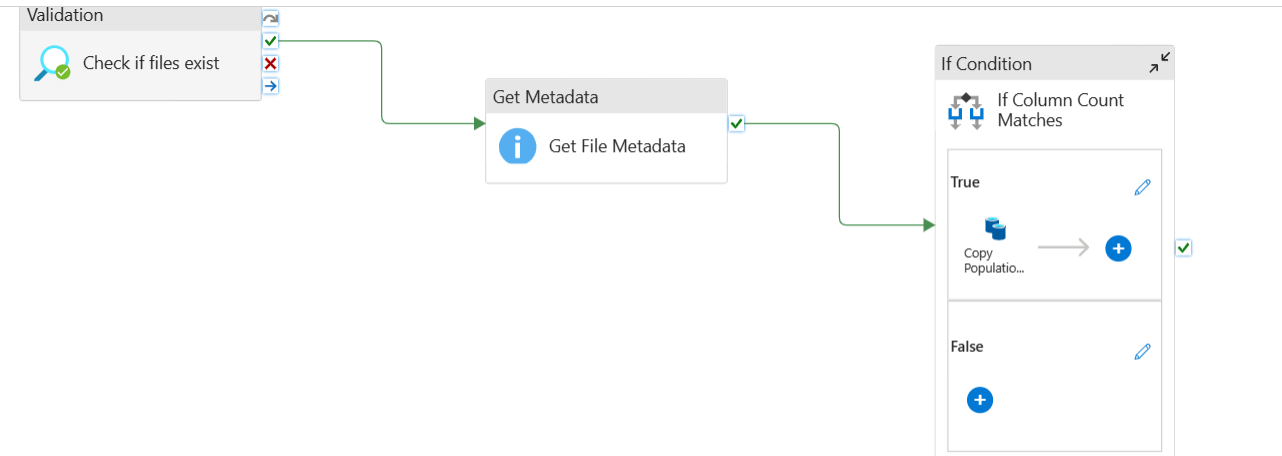 Validation
Check if files exist
Get Metadata
Get File Metadata
If Condition
If Column Count
Matches
True
Copy
Populatio...
False